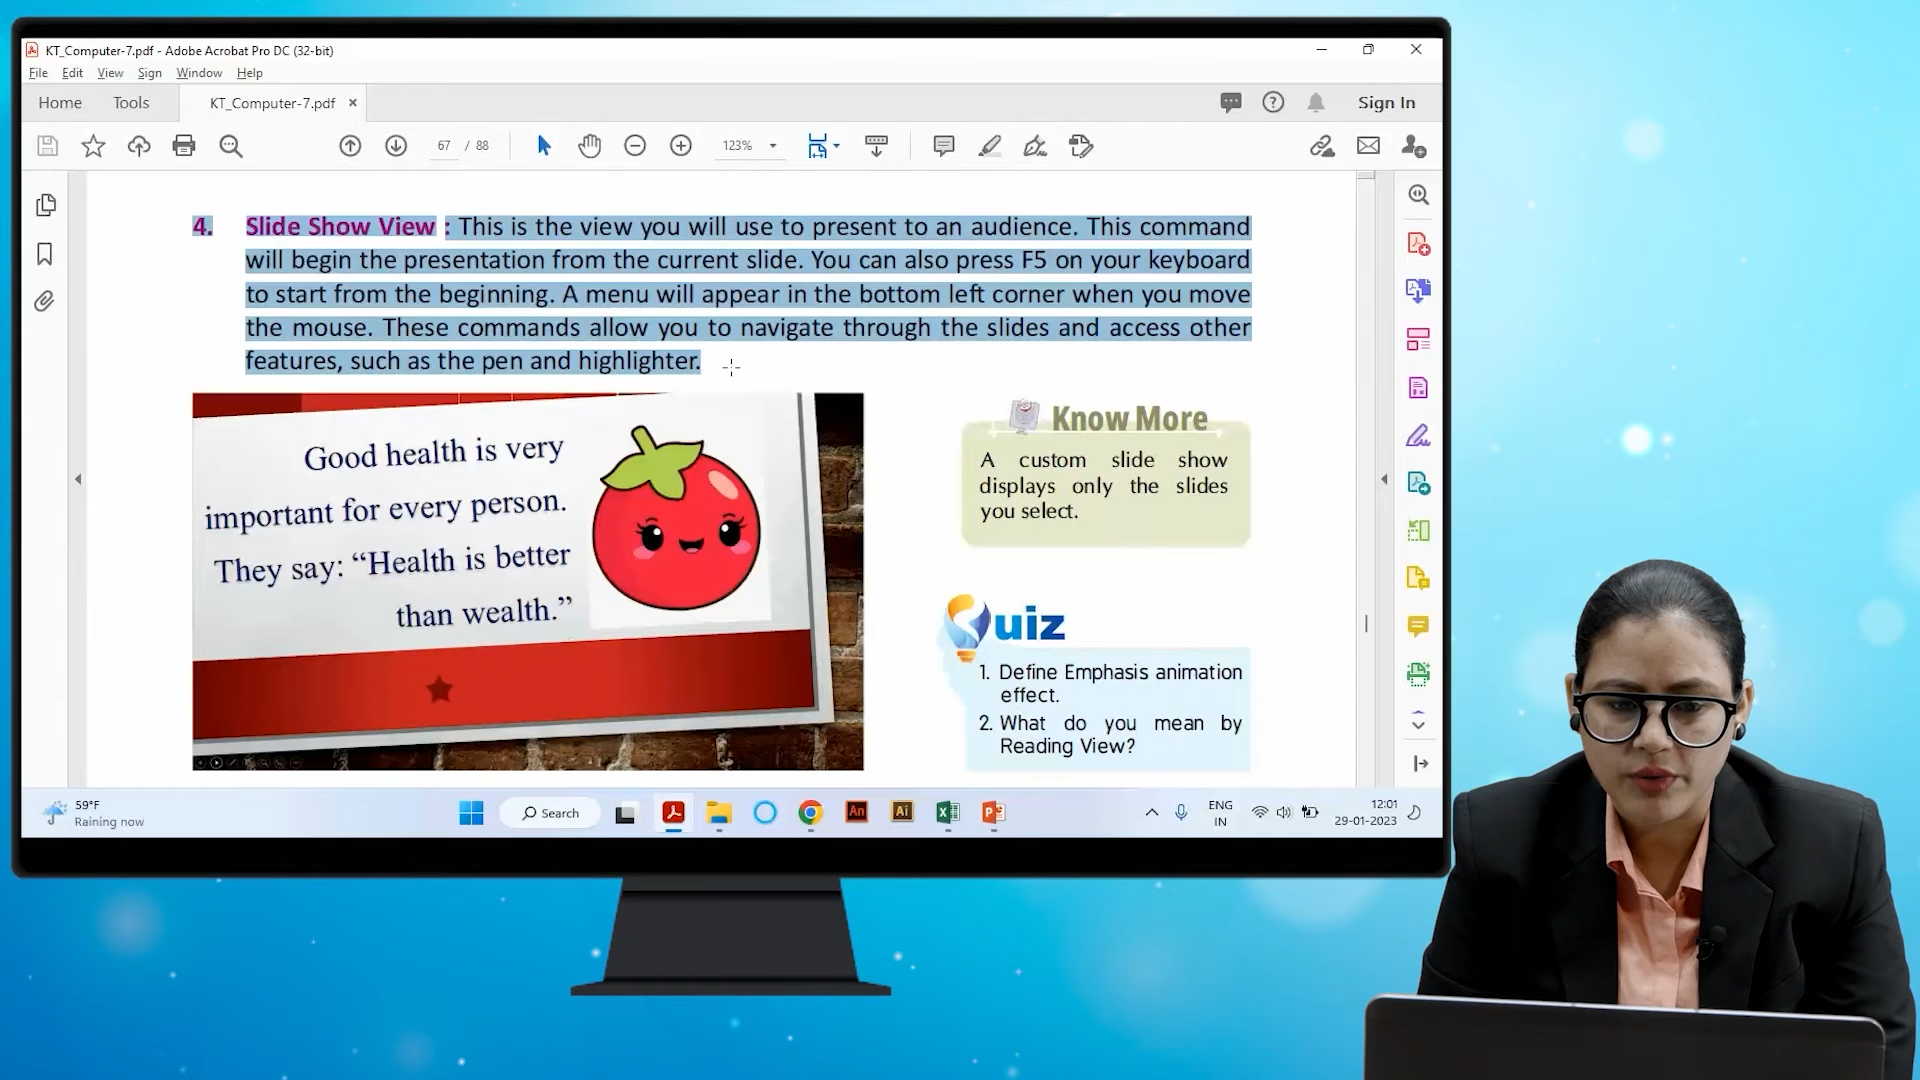 KT_Computer-7.pdf - Adobe Acrobat Pro DC (32-bit)
File Edit View Sign Window Help
Home Tools KT_Computer-7.pdf × Sign In
67 / 88 123%
4. Slide Show View : This is the view you will use to present to an audience. This command
will begin the presentation from the current slide. You can also press F5 on your keyboard
to start from the beginning. A menu will appear in the bottom left corner when you move
the mouse. These commands allow you to navigate through the slides and access other
features, such as the pen and highlighter.
Good health is very
important for every person.
They say: “Health is better
than wealth.”
Know More
A custom slide show
displays only the slides
you select.
Quiz
1. Define Emphasis animation
effect.
2. What do you mean by
Reading View?
59°F
Raining now
Search
An
Ai
ENG
IN
12:01
29-01-2023